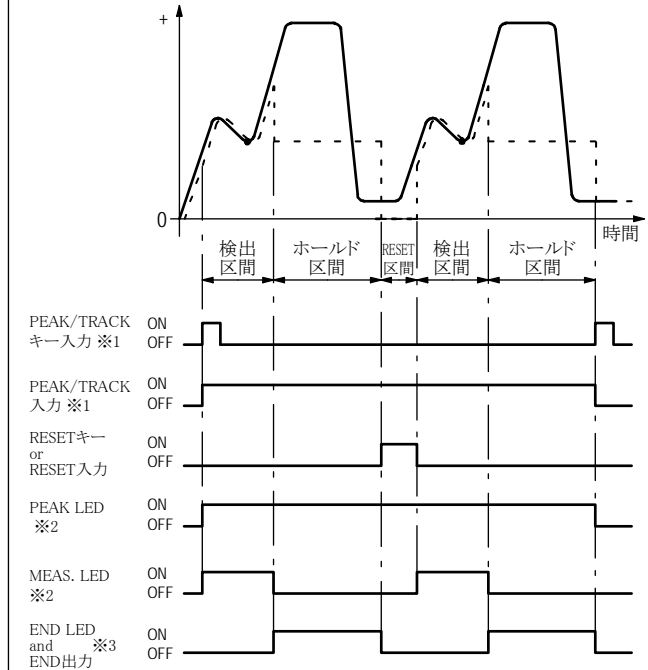 +
0
時間
検出
区間
ホールド
区間
RESET
区間
検出
区間
ホールド
区間
PEAK/TRACK
キー入力 ※1
ON
OFF
PEAK/TRACK
入力 ※1
ON
OFF
RESETキー
or
RESET入力
ON
OFF
PEAK LED
※2
ON
OFF
MEAS. LED
※2
ON
OFF
END LED
and ※3
END出力
ON
OFF